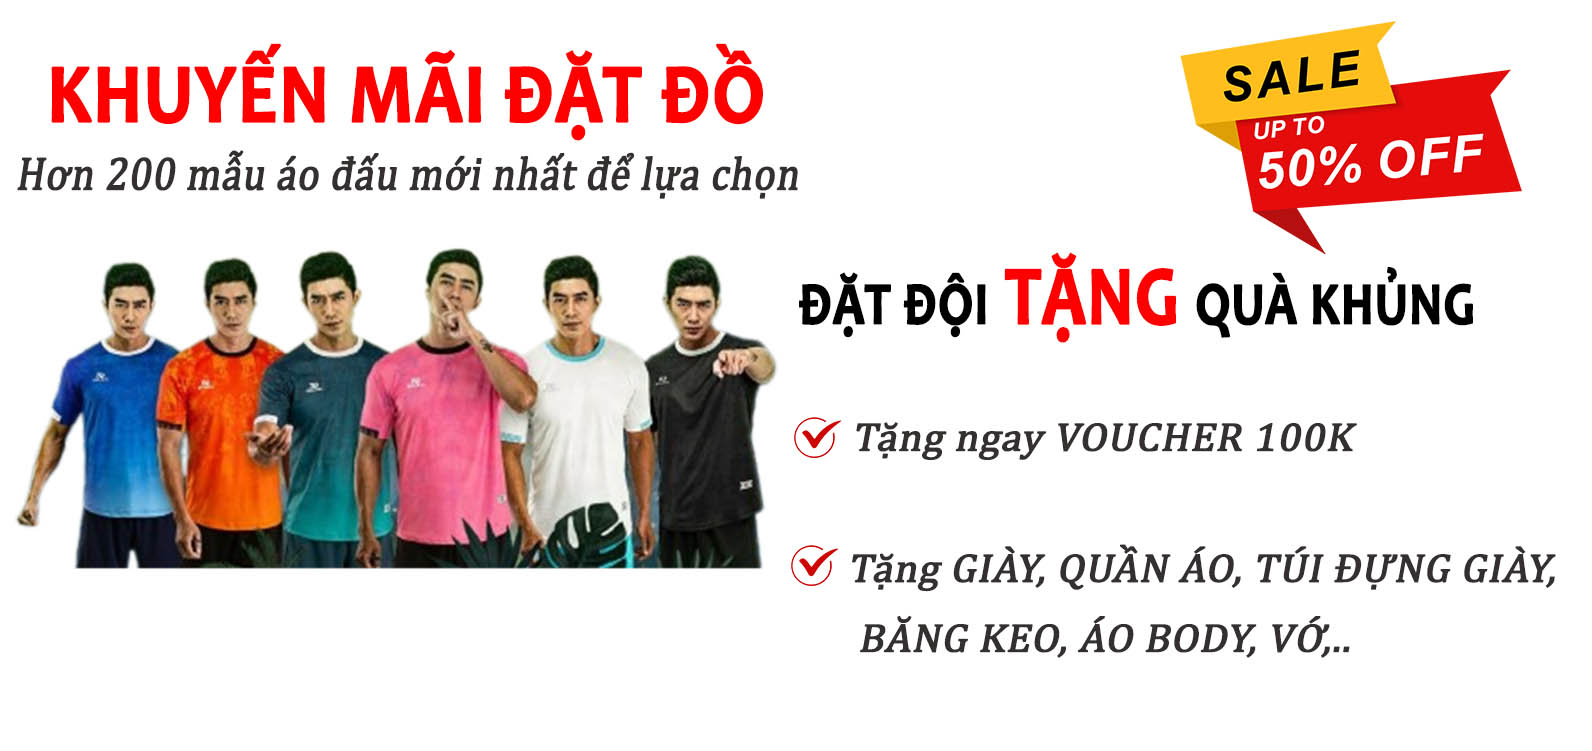 KHUYẾN MÃI ĐẶT ĐỒ
Hơn 200 mẫu áo đấu mới nhất để lựa chọn
SALE
UP TO
50% OFF
ĐẶT ĐỘI TẶNG QUÀ KHỦNG
Tặng ngay VOUCHER 100K
Tặng GIÀY, QUẦN ÁO, TÚI ĐỰNG GIÀY,
BĂNG KEO, ÁO BODY, VỚ,..